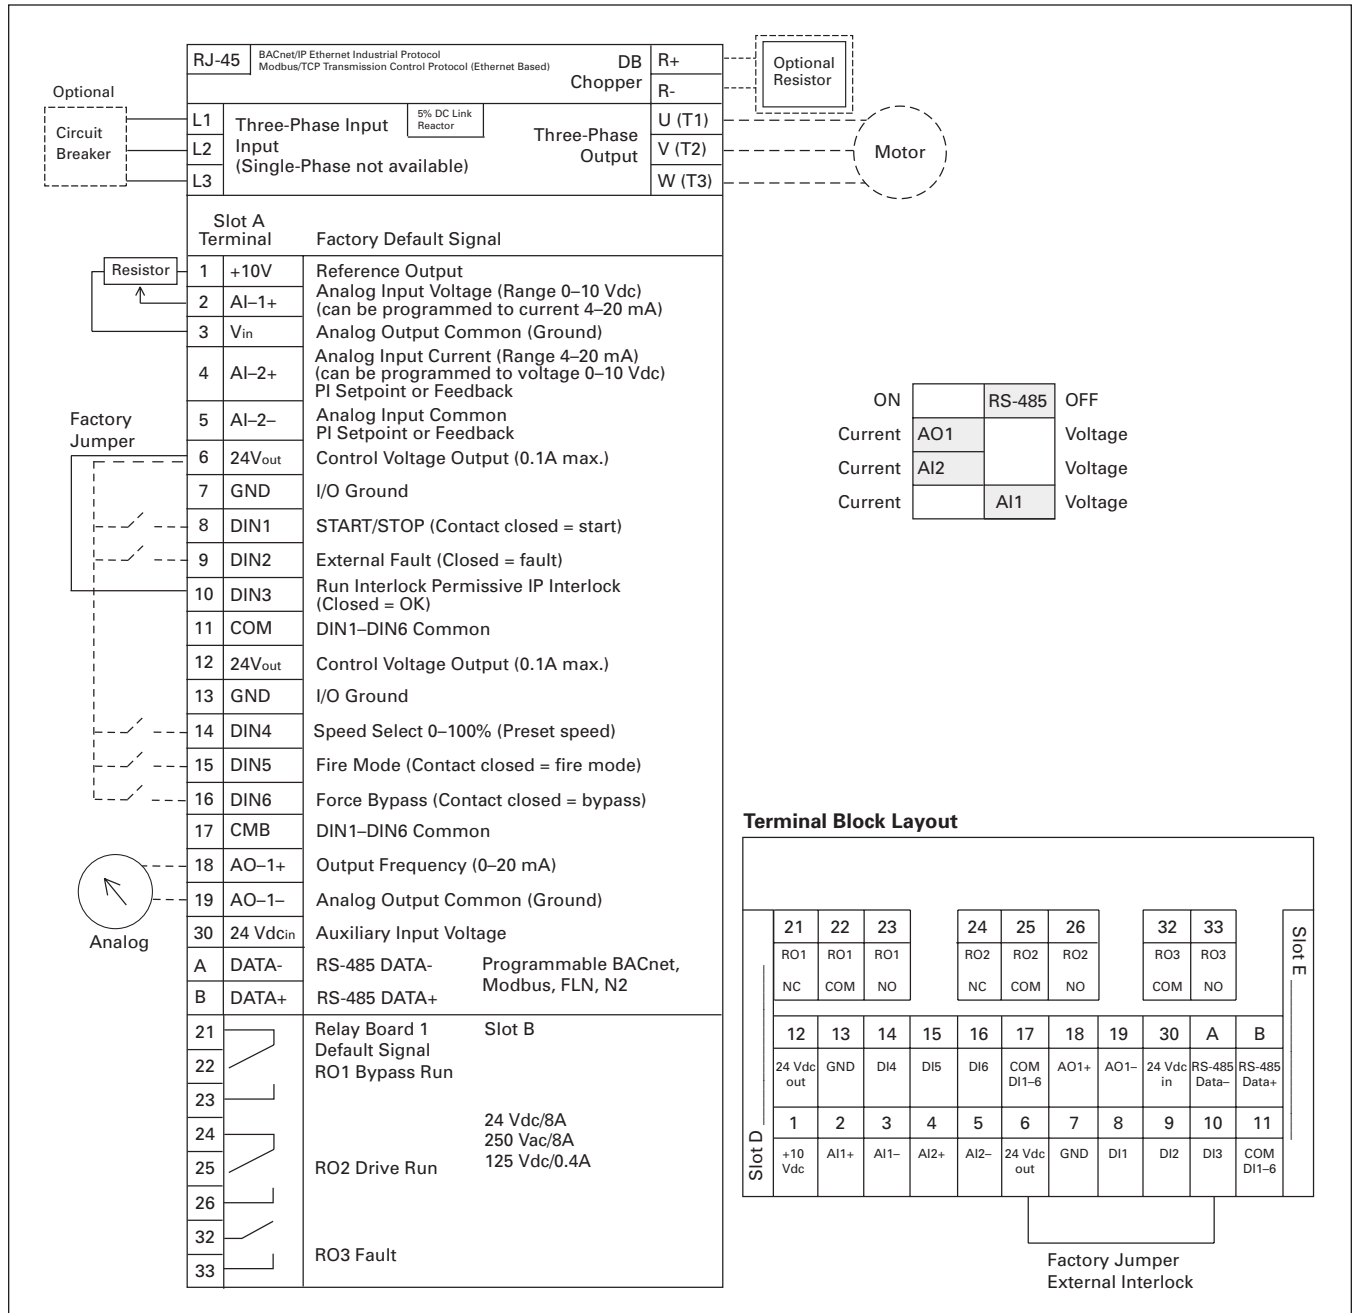 RJ-45 BACnet/IP Ethernet Industrial Protocol
Modbus/TCP Transmission Control Protocol (Ethernet Based)
DB
Chopper
R+
R-
Optional
Resistor
Optional
Circuit
Breaker
L1
L2
L3
Three-Phase Input
Input
(Single-Phase not available)
5% DC Link
Reactor
Three-Phase
Output
U (T1)
V (T2)
W (T3)
Motor
Slot A
Terminal Factory Default Signal
Resistor
1 +10V Reference Output
2 AI–1+ Analog Input Voltage (Range 0–10 Vdc)
(can be programmed to current 4–20 mA)
3 Vin Analog Output Common (Ground)
4 AI–2+ Analog Input Current (Range 4–20 mA)
(can be programmed to voltage 0–10 Vdc)
PI Setpoint or Feedback
5 AI–2– Analog Input Common
PI Setpoint or Feedback
Factory
Jumper
6 24Vout Control Voltage Output (0.1A max.)
7 GND I/O Ground
8 DIN1 START/STOP (Contact closed = start)
9 DIN2 External Fault (Closed = fault)
10 DIN3 Run Interlock Permissive IP Interlock
(Closed = OK)
11 COM DIN1–DIN6 Common
12 24Vout Control Voltage Output (0.1A max.)
13 GND I/O Ground
14 DIN4 Speed Select 0–100% (Preset speed)
15 DIN5 Fire Mode (Contact closed = fire mode)
16 DIN6 Force Bypass (Contact closed = bypass)
17 CMB DIN1–DIN6 Common
18 AO–1+ Output Frequency (0–20 mA)
19 AO–1– Analog Output Common (Ground)
Analog
30 24 Vdcin Auxiliary Input Voltage
A DATA- RS-485 DATA-
B DATA+ RS-485 DATA+
Programmable BACnet,
Modbus, FLN, N2
21
22
23
24
25
26
32
33
Relay Board 1 Slot B
Default Signal
RO1 Bypass Run
24 Vdc/8A
250 Vac/8A
125 Vdc/0.4A
RO2 Drive Run
RO3 Fault
ON RS-485 OFF
Current AO1 Voltage
Current AI2 Voltage
Current AI1 Voltage
Terminal Block Layout
Slot D
Slot E
21 22 23 24 25 26 32 33
RO1 RO1 RO1 RO2 RO2 RO2 RO3 RO3
NC COM NO NC COM NO COM NO
12 13 14 15 16 17 18 19 30 A B
24 Vdc GND DI4 DI5 DI6 COM AO1+ AO1– 24 Vdc RS-485 RS-485
out DI1–6 in Data– Data+
1 2 3 4 5 6 7 8 9 10 11
+10 AI1+ AI1– AI2+ AI2– 24 Vdc GND DI1 DI2 DI3 COM
Vdc out DI1–6
Factory Jumper
External Interlock